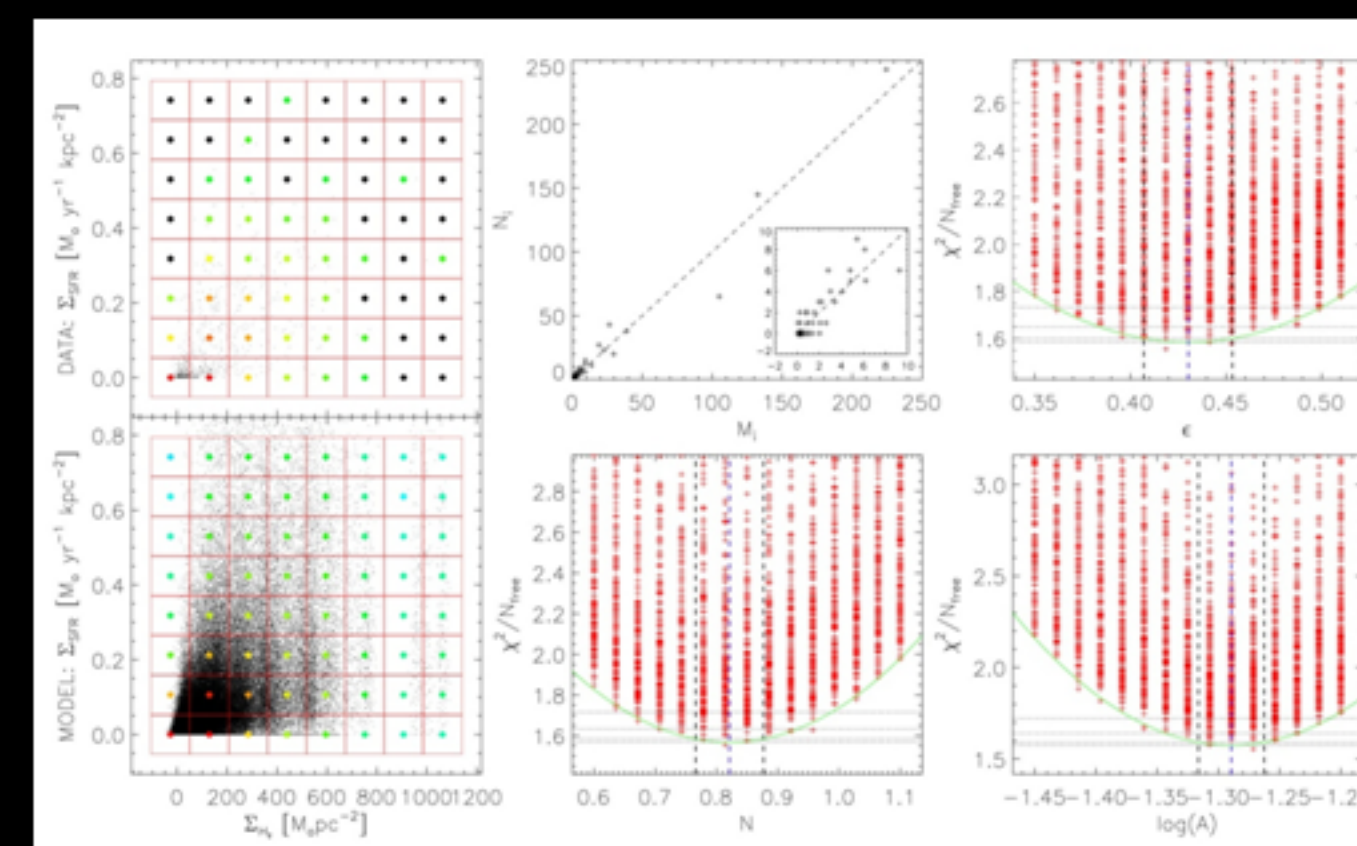 DATA: Σ_SFR [M_⊙ yr⁻¹ kpc⁻²]
0.8
0.6
0.4
0.2
0.0
MODEL: Σ_SFR [M_⊙ yr⁻¹ kpc⁻²]
0.8
0.6
0.4
0.2
0.0
0 200 400 600 800 1000 1200
Σ_H₂ [M_⊙ pc⁻²]
N_i
250
200
150
100
50
0
0 50 100 150 200 250
M_i
10
8
6
4
2
0
−2
−2 0 2 4 6 8 10
χ²/N_free
2.6
2.4
2.2
2.0
1.8
1.6
0.35 0.40 0.45 0.50
ϵ
χ²/N_free
2.8
2.6
2.4
2.2
2.0
1.8
1.6
0.6 0.7 0.8 0.9 1.0 1.1
N
χ²/N_free
3.0
2.5
2.0
1.5
−1.45 −1.40 −1.35 −1.30 −1.25 −1.2
log(A)